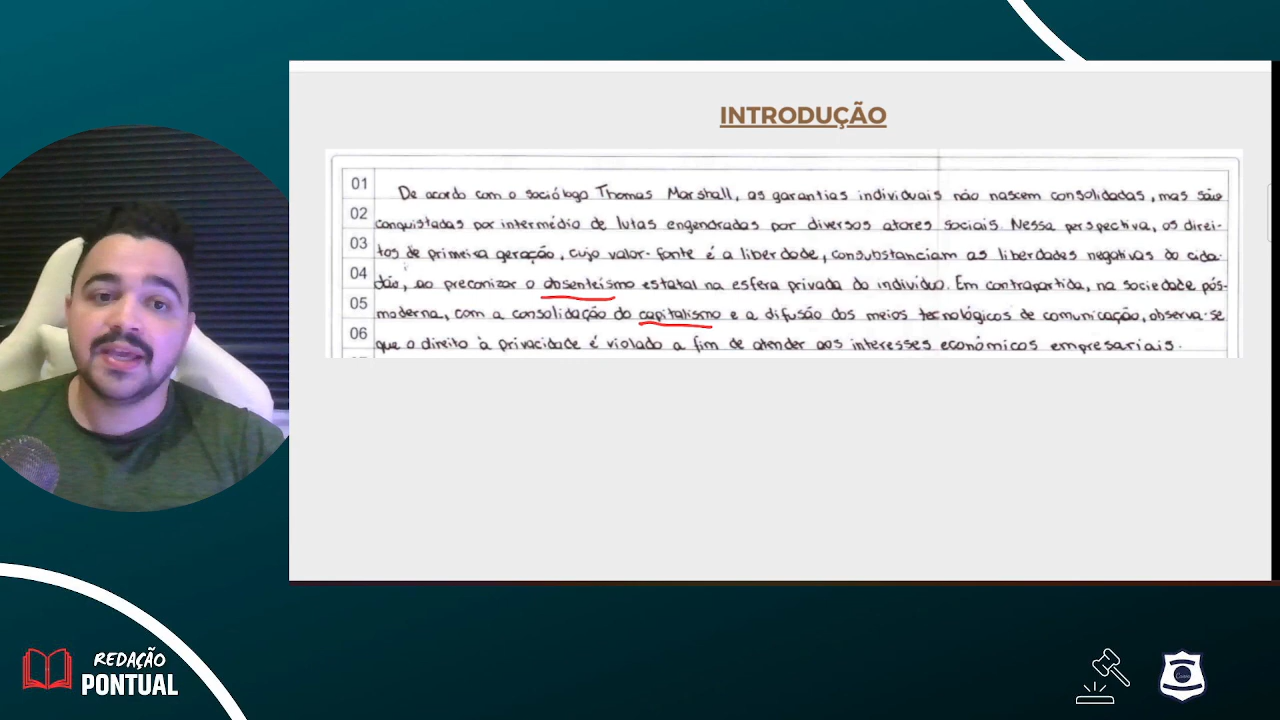 INTRODUÇÃO
01 De acordo com o sociólogo Thomas Marshall, as garantias individuais não nascem consolidadas, mas são
02 conquistadas por intermédio de lutas engendradas por diversos atores sociais. Nessa perspectiva, os direi-
03 tos de primeira geração, cujo valor-fonte é a liberdade, consubstanciam as liberdades negativas do cida-
04 dão, ao preconizar o absenteísmo estatal na esfera privada do indivíduo. Em contrapartida, na sociedade pós-
05 moderna, com a consolidação do capitalismo e a difusão dos meios tecnológicos de comunicação, observa-se
06 que o direito à privacidade é violado a fim de atender aos interesses econômicos empresariais.
REDAÇÃO
PONTUAL